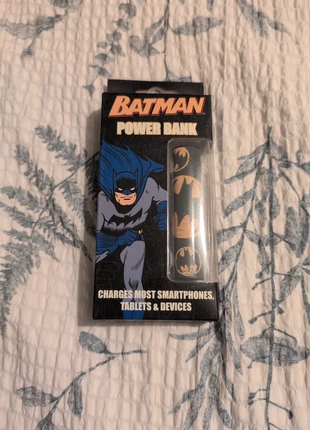 BATMAN
POWER BANK
CHARGES MOST SMARTPHONES,
TABLETS & DEVICES